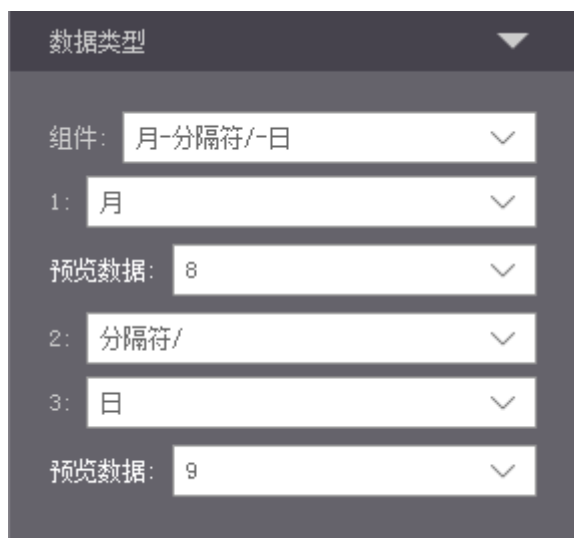 数据类型
组件: 月-分隔符/-日
1: 月
预览数据: 8
2: 分隔符/
3: 日
预览数据: 9